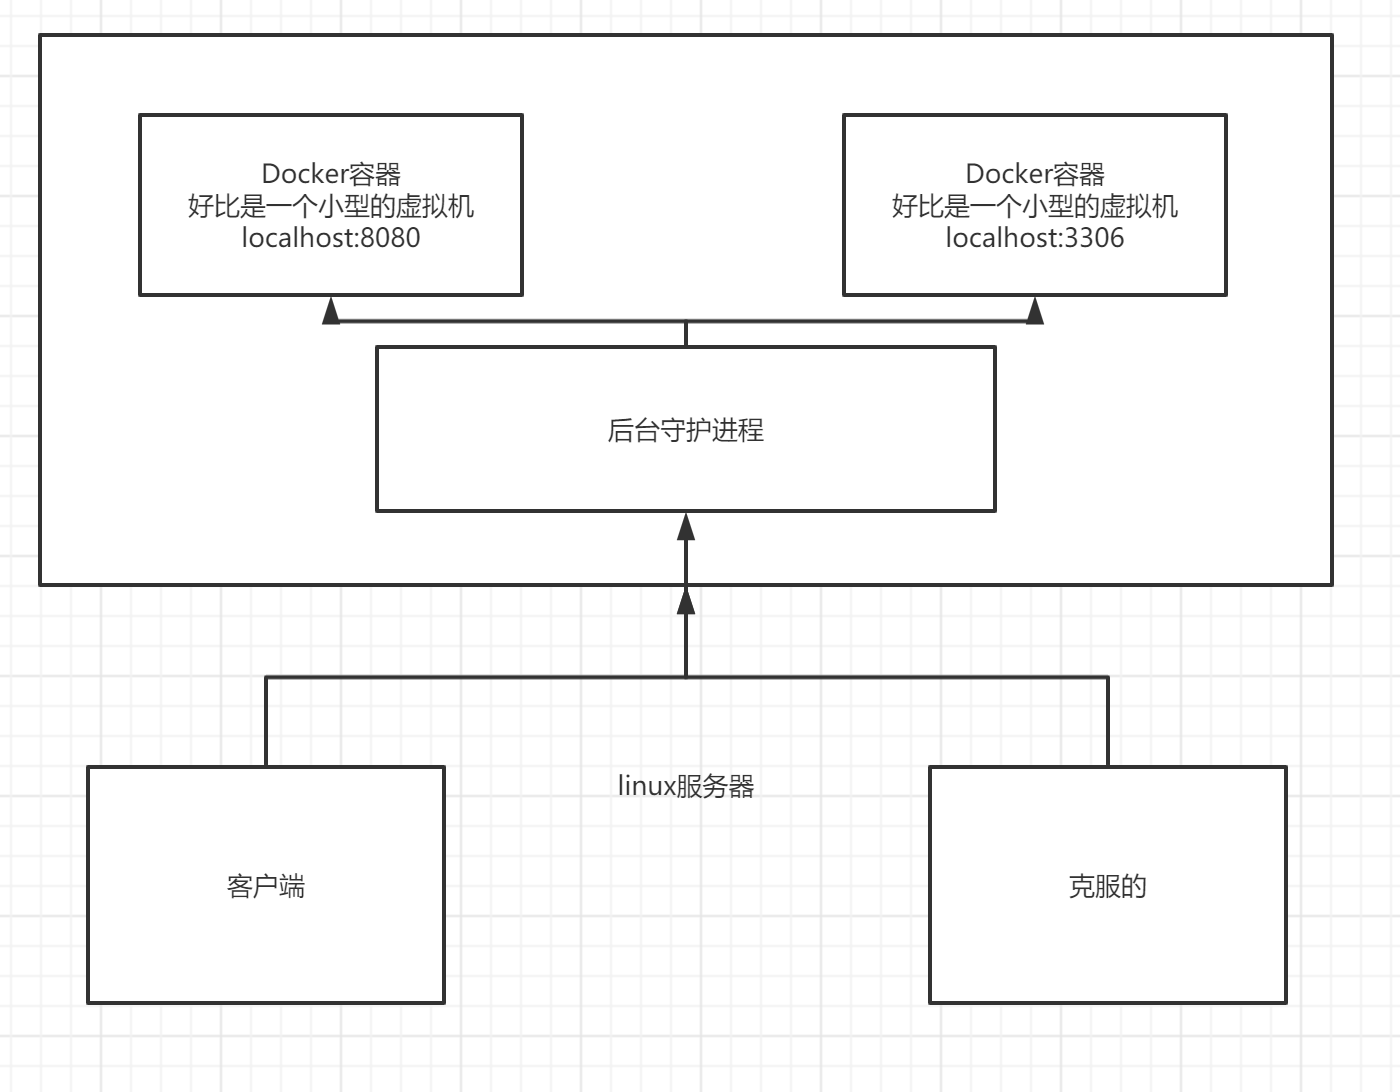 Docker容器
好比是一个小型的虚拟机
localhost:8080
Docker容器
好比是一个小型的虚拟机
localhost:3306
后台守护进程
linux服务器
客户端
克服的